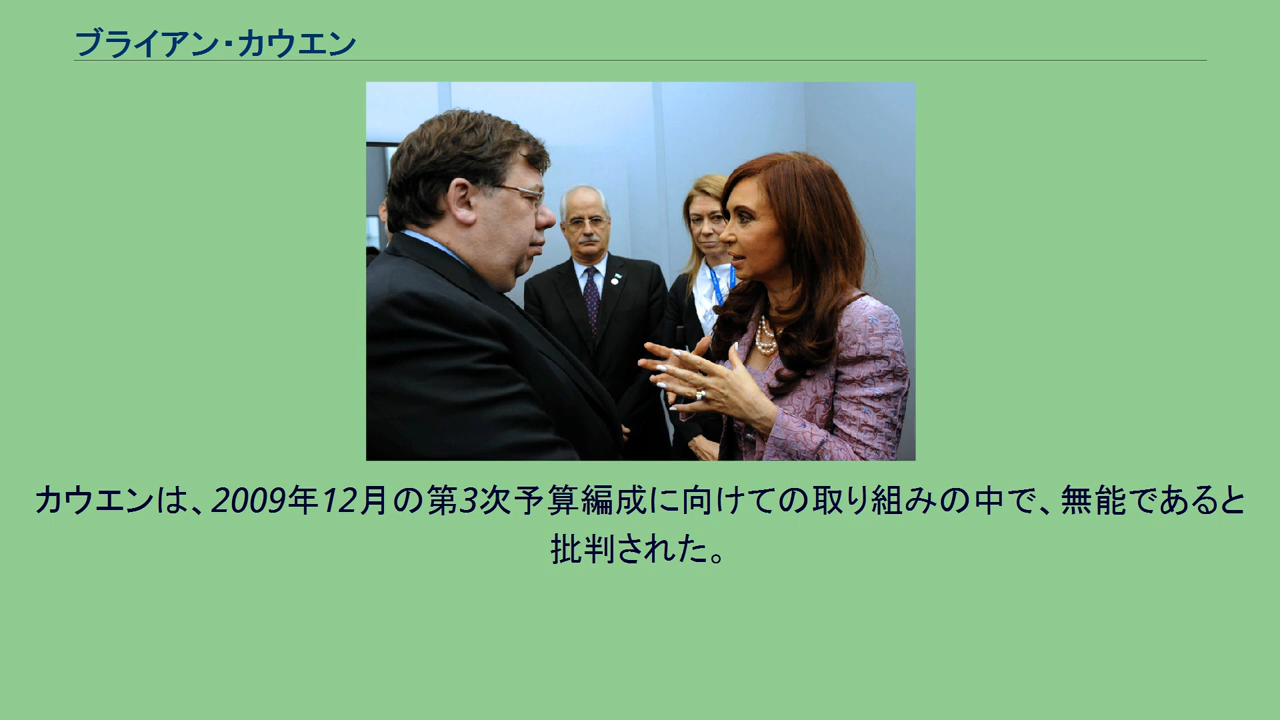 ブライアン・カウエン
カウエンは、2009年12月の第3次予算編成に向けての取り組みの中で、無能であると
批判された。